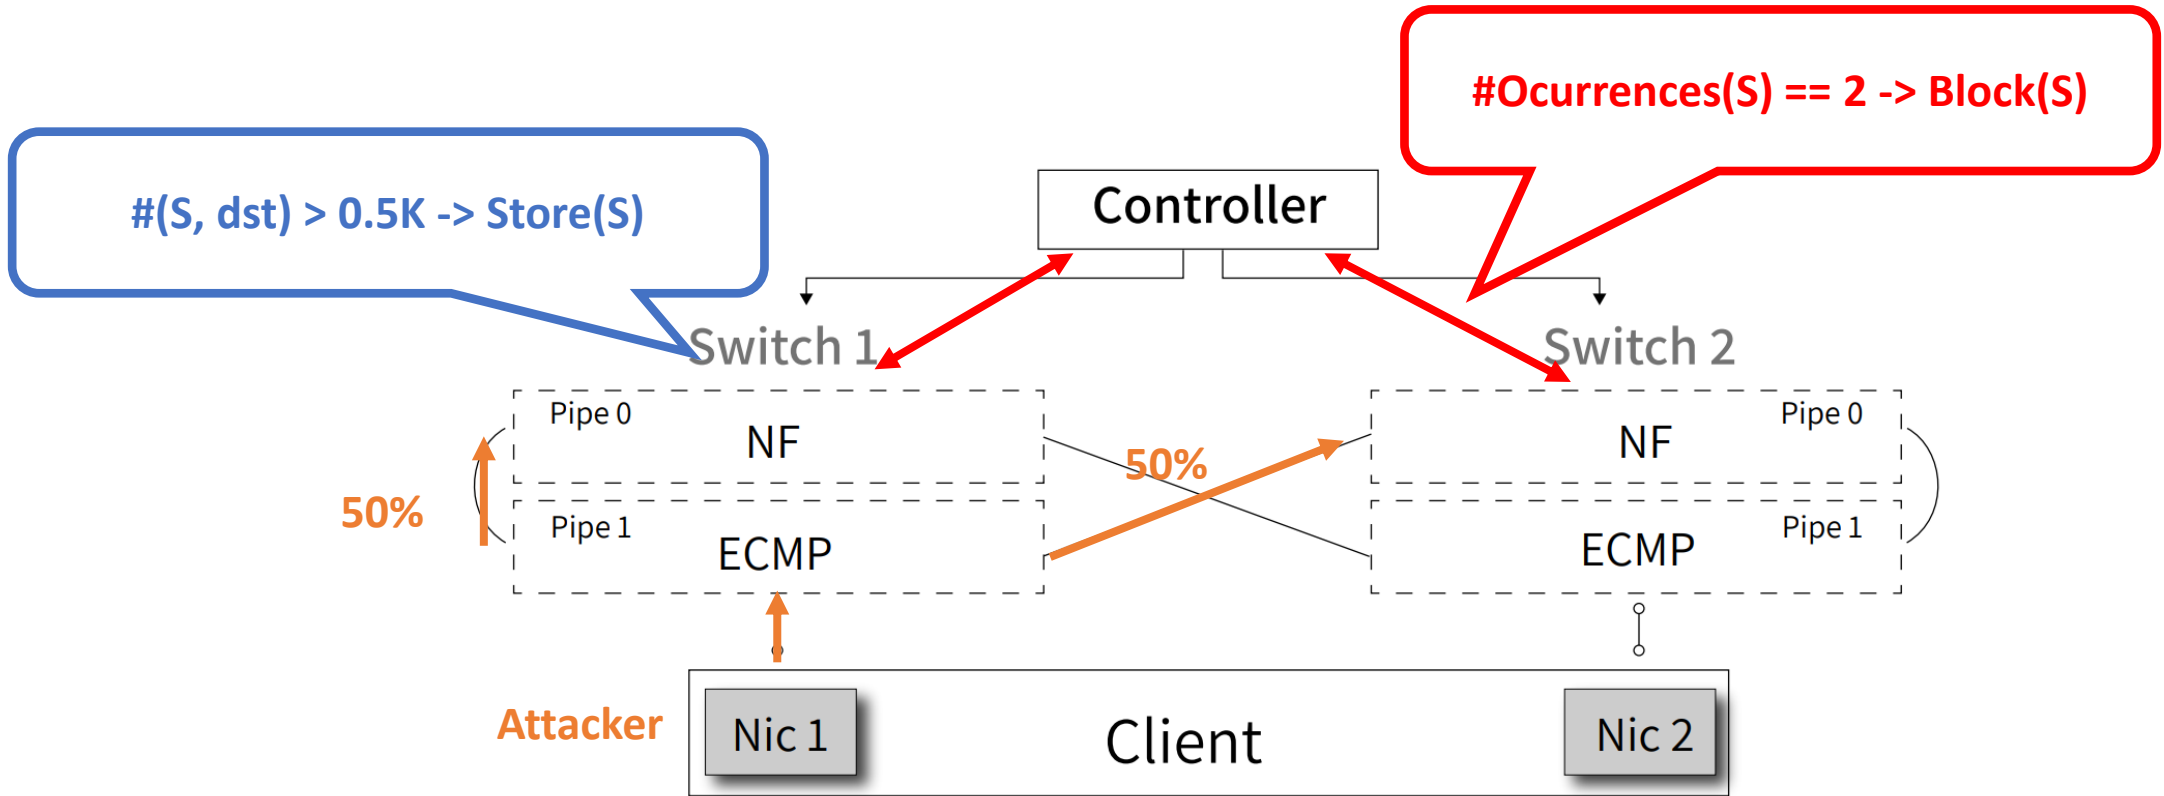 #Ocurrences(S) == 2 -> Block(S)
#(S, dst) > 0.5K -> Store(S)
Controller
Switch 1
Switch 2
Pipe 0
NF
Pipe 0
NF
50%
50%
Pipe 1
ECMP
Pipe 1
ECMP
Attacker
Nic 1
Client
Nic 2